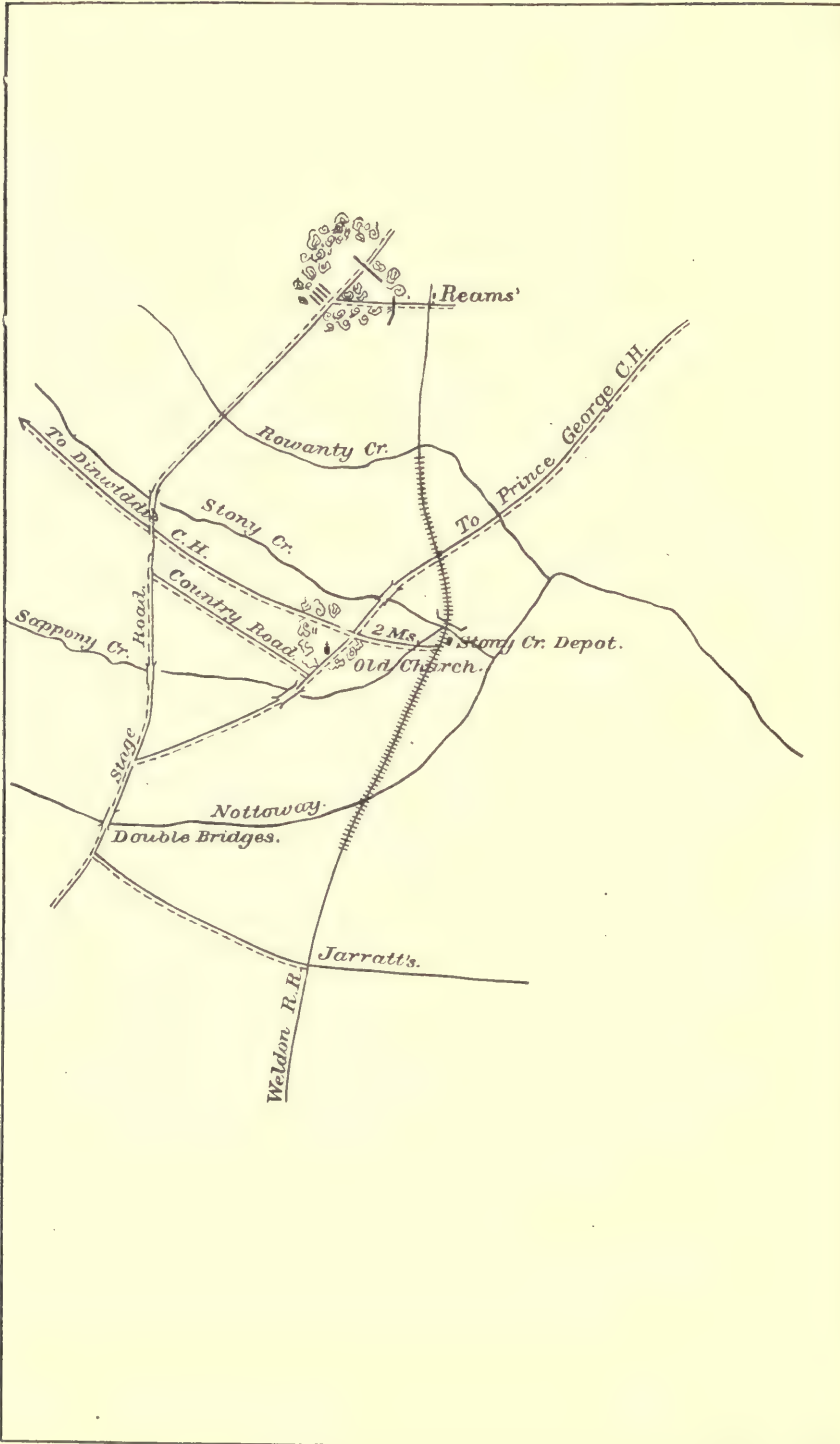 Reams'
To Prince George C.H.
Rowanty Cr.
To Dinwiddie C.H.
Stony Cr.
Country Road
Sappony Cr.
2 Ms.
Stony Cr. Depot.
Old Church.
Stage Road.
Nottoway.
Double Bridges.
Jarratt's.
Weldon R.R.